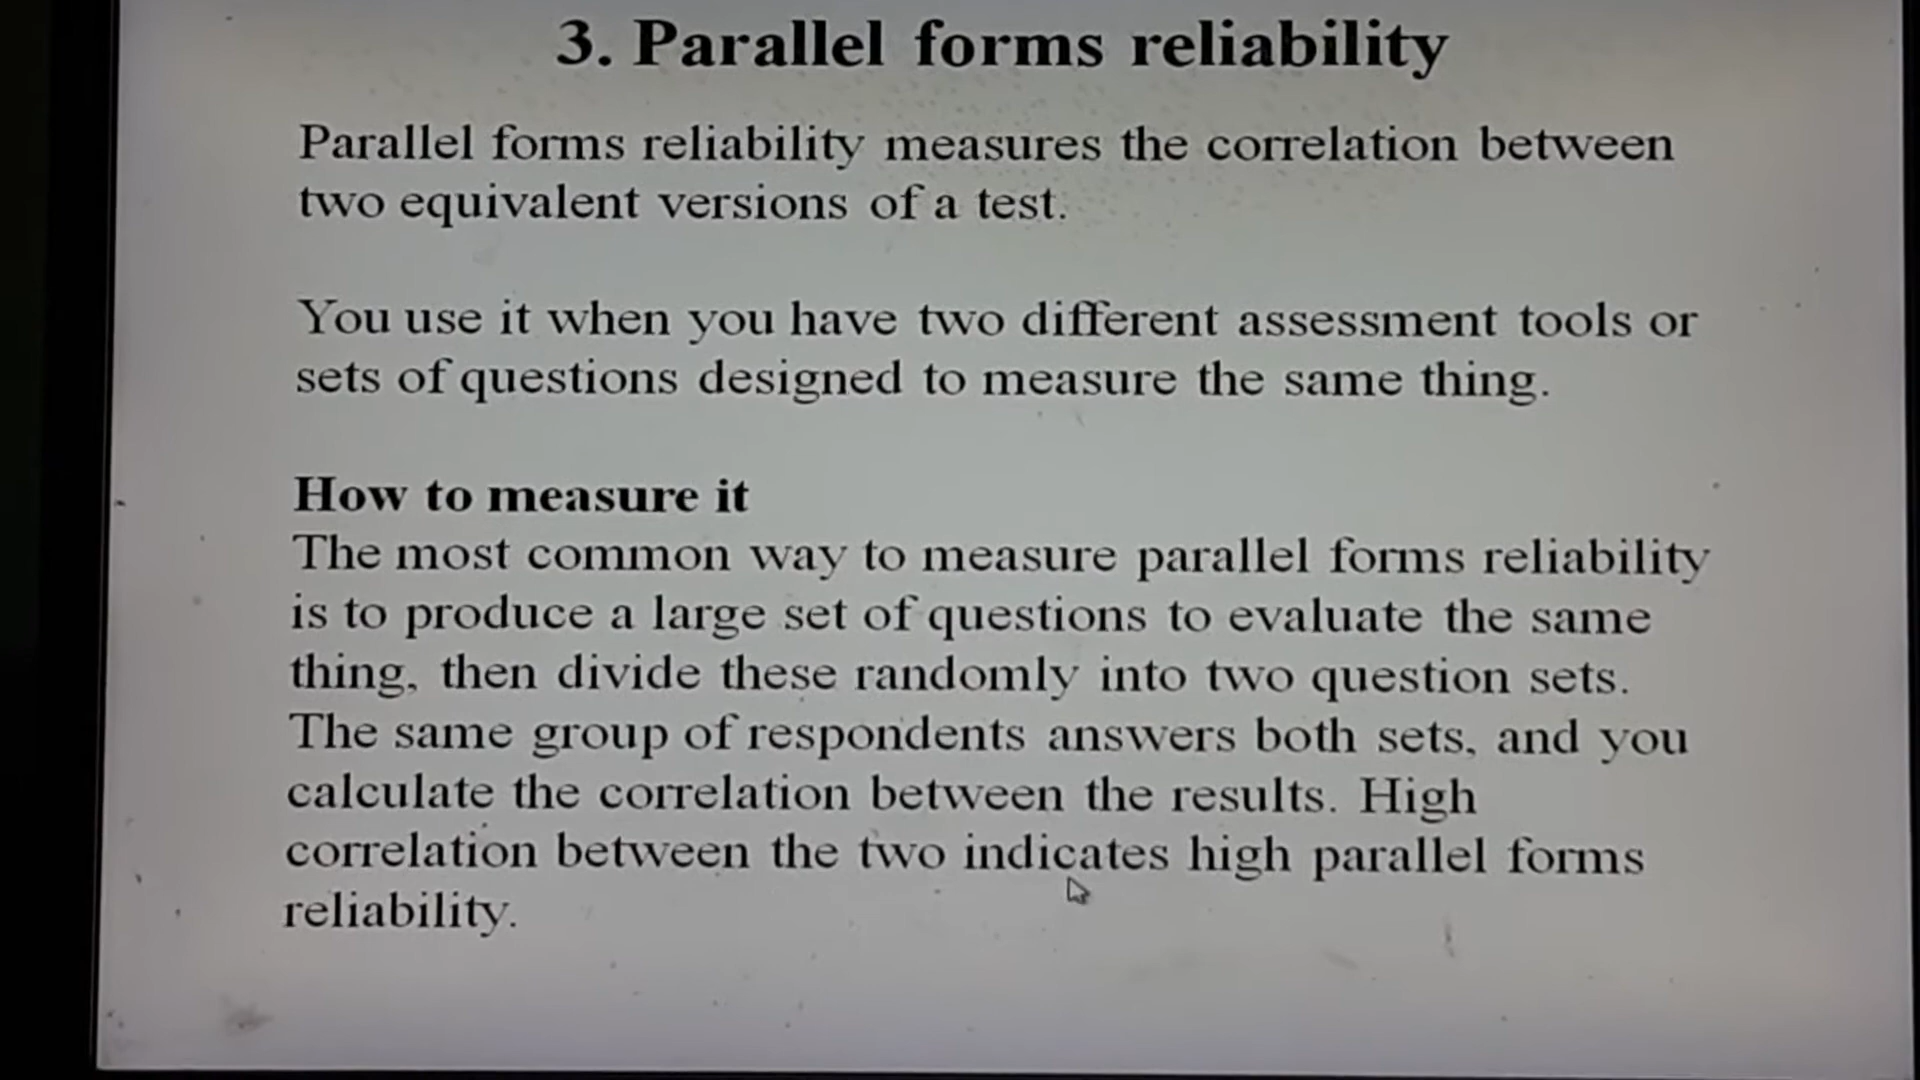 3. Parallel forms reliability
Parallel forms reliability measures the correlation between
two equivalent versions of a test.
You use it when you have two different assessment tools or
sets of questions designed to measure the same thing.
How to measure it
The most common way to measure parallel forms reliability
is to produce a large set of questions to evaluate the same
thing, then divide these randomly into two question sets.
The same group of respondents answers both sets, and you
calculate the correlation between the results. High
correlation between the two indicates high parallel forms
reliability.